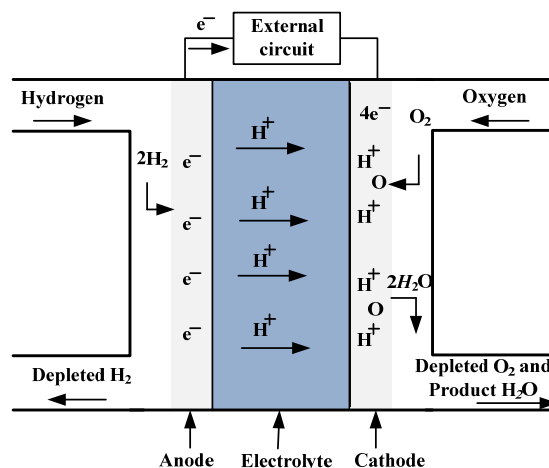 e⁻
External
circuit
Hydrogen
4e⁻
O₂
Oxygen
2H₂
e⁻
H⁺
H⁺
O
e⁻
H⁺
H⁺
e⁻
H⁺
H⁺
2H₂O
O
e⁻
H⁺
H⁺
Depleted H₂
Depleted O₂ and
Product H₂O
Anode
Electrolyte
Cathode